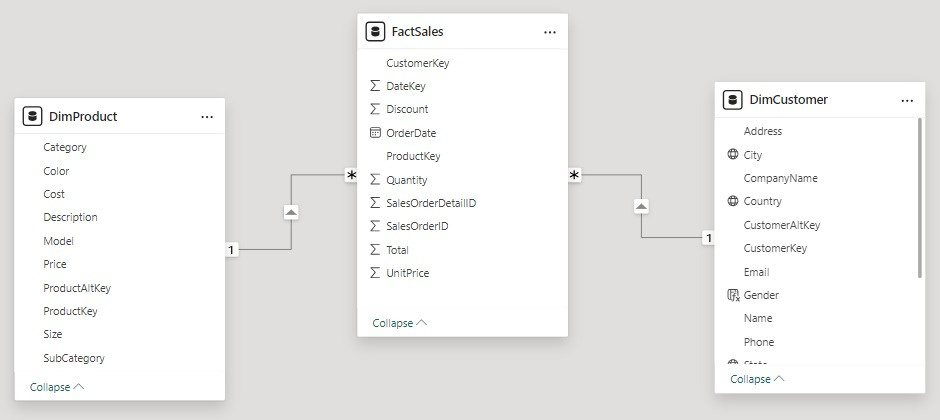 DimProduct
Category
Color
Cost
Description
Model
Price
ProductAltKey
ProductKey
Size
SubCategory
Collapse
1
*
FactSales
CustomerKey
DateKey
Discount
OrderDate
ProductKey
Quantity
SalesOrderDetailID
SalesOrderID
Total
UnitPrice
Collapse
*
1
DimCustomer
Address
City
CompanyName
Country
CustomerAltKey
CustomerKey
Email
Gender
Name
Phone
Collapse